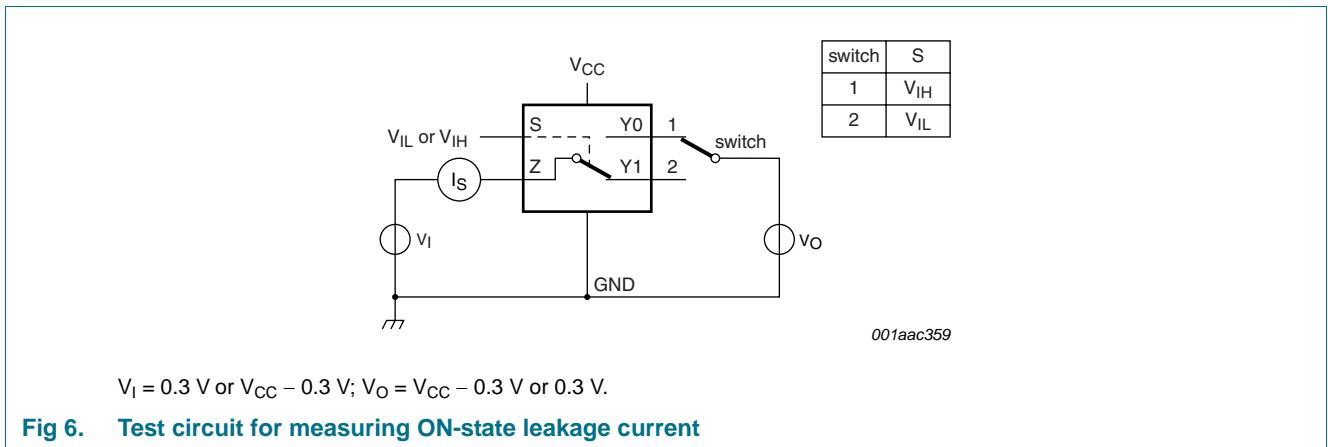 switch S
1 VIH
2 VIL
VCC
S Y0 1 switch
VIL or VIH
Z Y1 2
IS
VI
VO
GND
001aac359
VI = 0.3 V or VCC − 0.3 V; VO = VCC − 0.3 V or 0.3 V.
Fig 6. Test circuit for measuring ON-state leakage current